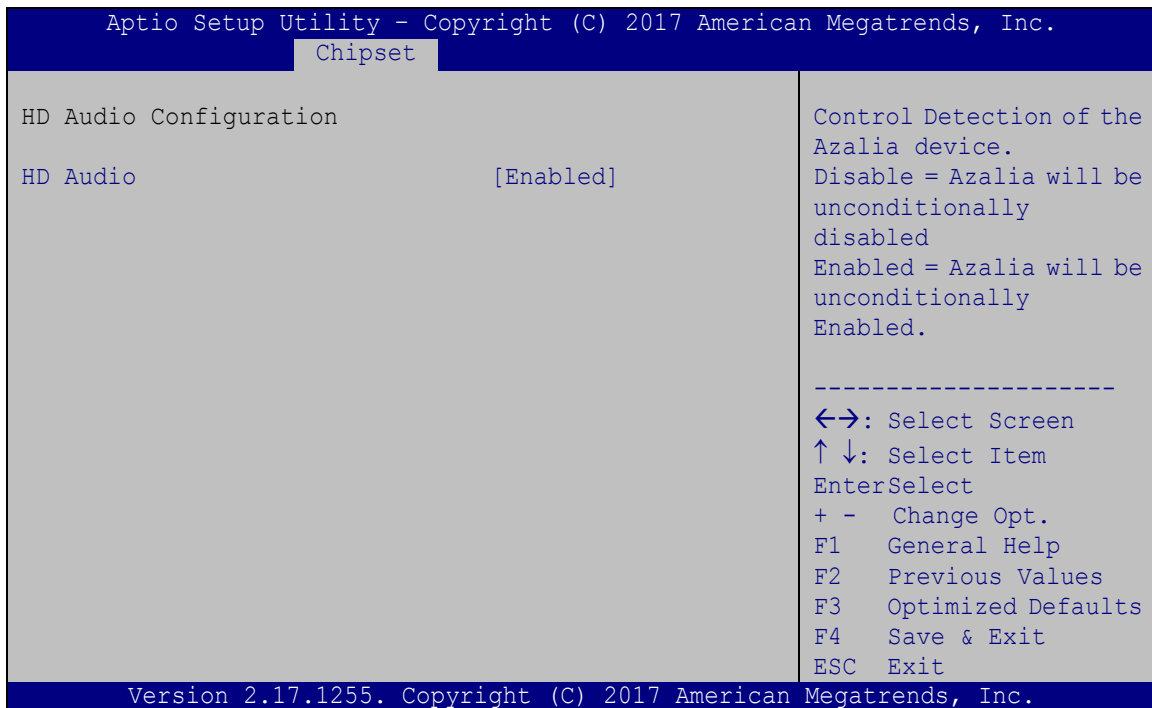 Aptio Setup Utility – Copyright (C) 2017 American Megatrends, Inc.
Chipset
HD Audio Configuration
HD Audio [Enabled]
Control Detection of the
Azalia device.
Disable = Azalia will be
unconditionally
disabled
Enabled = Azalia will be
unconditionally
Enabled.
---------------------
←→: Select Screen
↑ ↓: Select Item
EnterSelect
+ - Change Opt.
F1 General Help
F2 Previous Values
F3 Optimized Defaults
F4 Save & Exit
ESC Exit
Version 2.17.1255. Copyright (C) 2017 American Megatrends, Inc.